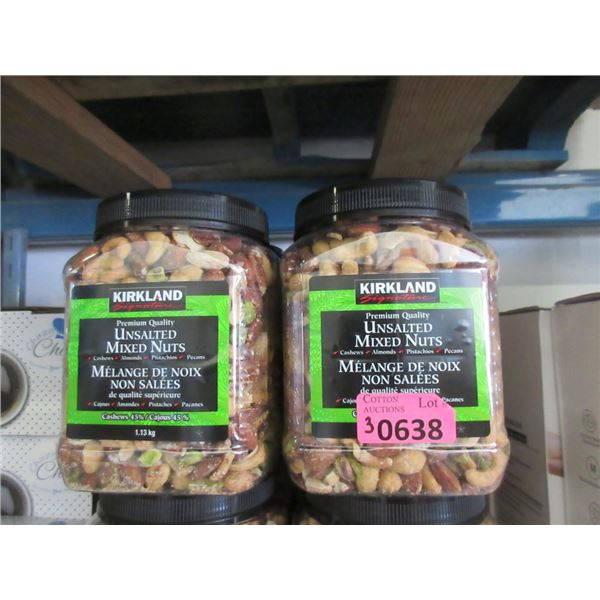 KIRKLAND
Signature
Premium Quality
UNSALTED
MIXED NUTS
Cashews ✓ Almonds ✓ Pistachios ✓ Pecans
MÉLANGE DE NOIX
NON SALÉES
de qualité supérieure
Cajous ✓ Amandes ✓ Pistaches ✓ Pacanes
Cashews 45% / Cajous 45 %
1.13 kg
KIRKLAND
Signature
Premium Quality
UNSALTED
MIXED NUTS
Cashews ✓ Almonds ✓ Pistachios ✓ Pecans
MÉLANGE DE NOIX
NON SALÉES
de qualité supérieure
COTTON
AUCTIONS
Lot
3 0638